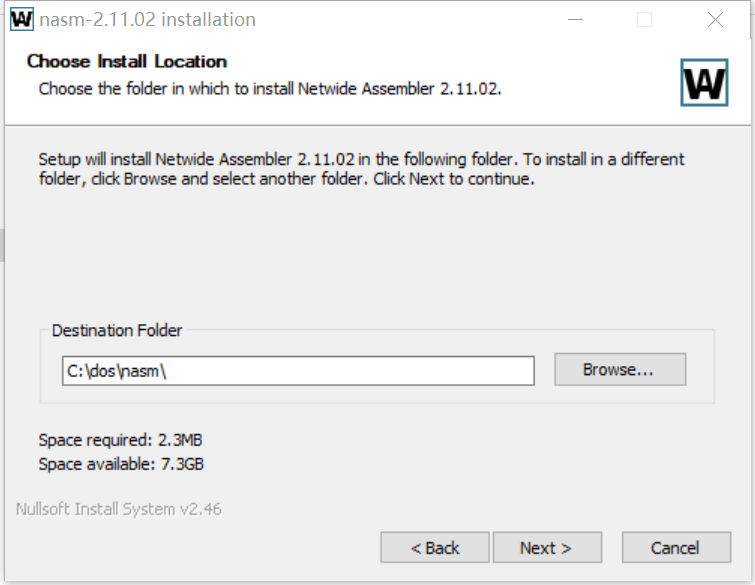 nasm-2.11.02 installation
Choose Install Location
Choose the folder in which to install Netwide Assembler 2.11.02.
Setup will install Netwide Assembler 2.11.02 in the following folder. To install in a different
folder, click Browse and select another folder. Click Next to continue.
Destination Folder
C:\dos\nasm\
Browse...
Space required: 2.3MB
Space available: 7.3GB
Nullsoft Install System v2.46
< Back
Next >
Cancel